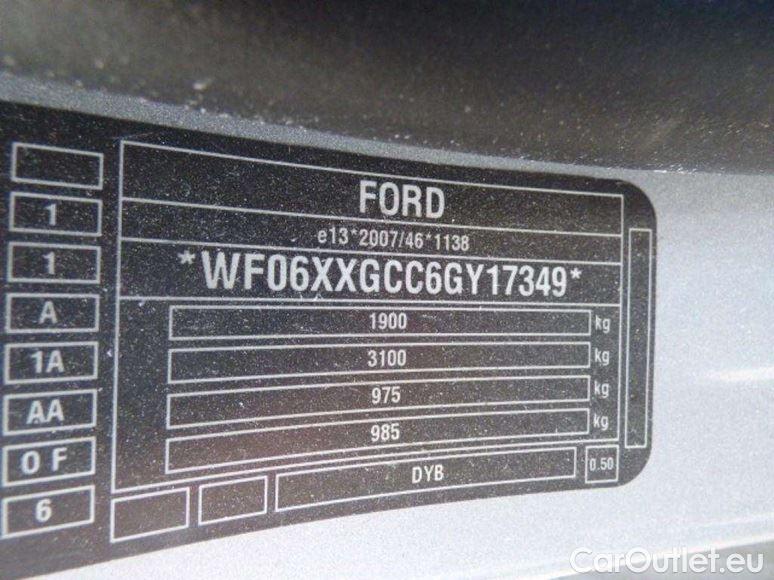 FORD
e13*2007/46*1138
*WF06XXGCC6GY17349*
1900 kg
3100 kg
975 kg
985 kg
DYB 0.50
1
1
A
1A
AA
0 F
6
CarOutlet.eu